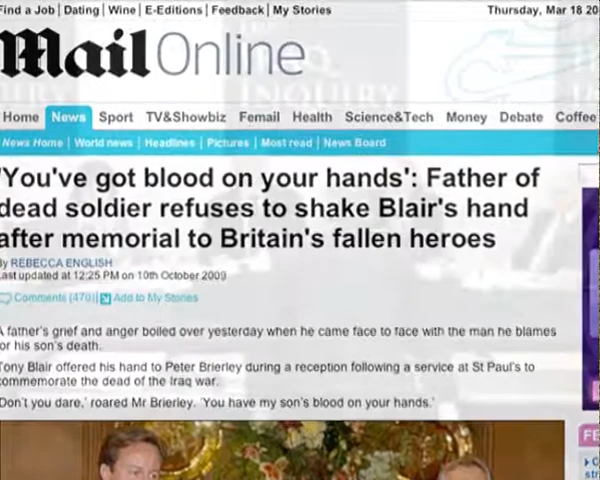 Find a Job | Dating | Wine | E-Editions | Feedback | My Stories
Thursday, Mar 18 20
Mail Online
INQUIRY
Home News Sport TV&Showbiz Femail Health Science&Tech Money Debate Coffee
News Home | World news | Headlines | Pictures | Most read | News Board
'You've got blood on your hands': Father of
dead soldier refuses to shake Blair's hand
after memorial to Britain's fallen heroes
By REBECCA ENGLISH
Last updated at 12:25 PM on 10th October 2009
Comments (470) | Add to My Stories
A father's grief and anger boiled over yesterday when he came face to face with the man he blames
for his son's death.
Tony Blair offered his hand to Peter Brierley during a reception following a service at St Paul's to
commemorate the dead of the Iraq war.
'Don't you dare,' roared Mr Brierley. 'You have my son's blood on your hands.'
FE